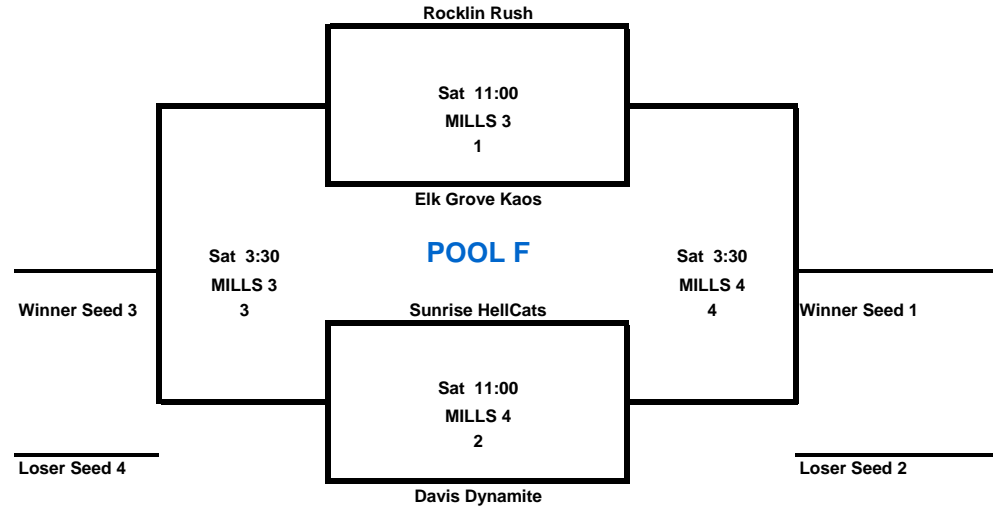 Rocklin Rush
Sat 11:00
MILLS 3
1
Elk Grove Kaos
POOL F
Sat 3:30
MILLS 3
3
Sat 3:30
MILLS 4
4
Winner Seed 3
Sunrise HellCats
Winner Seed 1
Sat 11:00
MILLS 4
2
Loser Seed 4
Loser Seed 2
Davis Dynamite